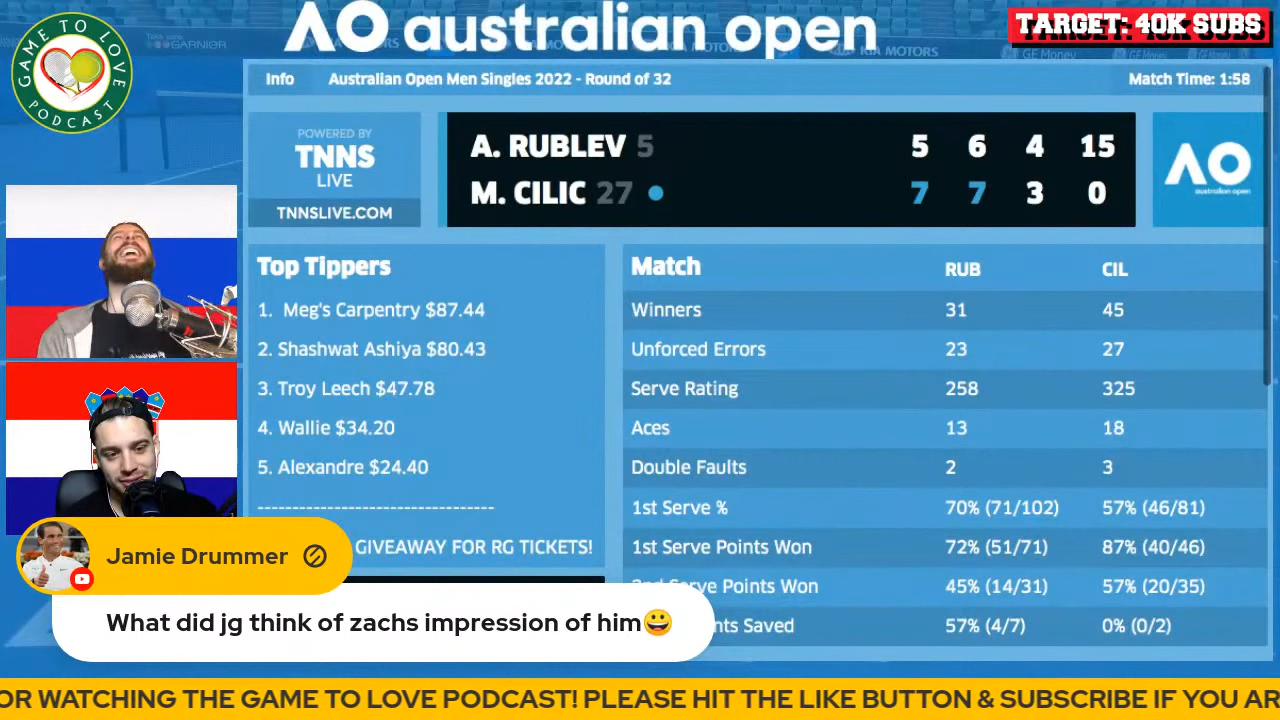 GAME TO LOVE PODCAST
AO australian open
TARGET: 40K SUBS
KIA MOTORS
GE Money
Info Australian Open Men Singles 2022 - Round of 32 Match Time: 1:58
POWERED BY
TNNS
LIVE
TNNSLIVE.COM
A. RUBLEV 5 5 6 4 15
M. CILIC 27 7 7 3 0
AO
australian open
Top Tippers
1. Meg's Carpentry $87.44
2. Shashwat Ashiya $80.43
3. Troy Leech $47.78
4. Wallie $34.20
5. Alexandre $24.40
----------------------------------
GIVEAWAY FOR RG TICKETS!
Match RUB CIL
Winners 31 45
Unforced Errors 23 27
Serve Rating 258 325
Aces 13 18
Double Faults 2 3
1st Serve % 70% (71/102) 57% (46/81)
1st Serve Points Won 72% (51/71) 87% (40/46)
Serve Points Won 45% (14/31) 57% (20/35)
nts Saved 57% (4/7) 0% (0/2)
Jamie Drummer
What did jg think of zachs impression of him😀
OR WATCHING THE GAME TO LOVE PODCAST! PLEASE HIT THE LIKE BUTTON & SUBSCRIBE IF YOU AR